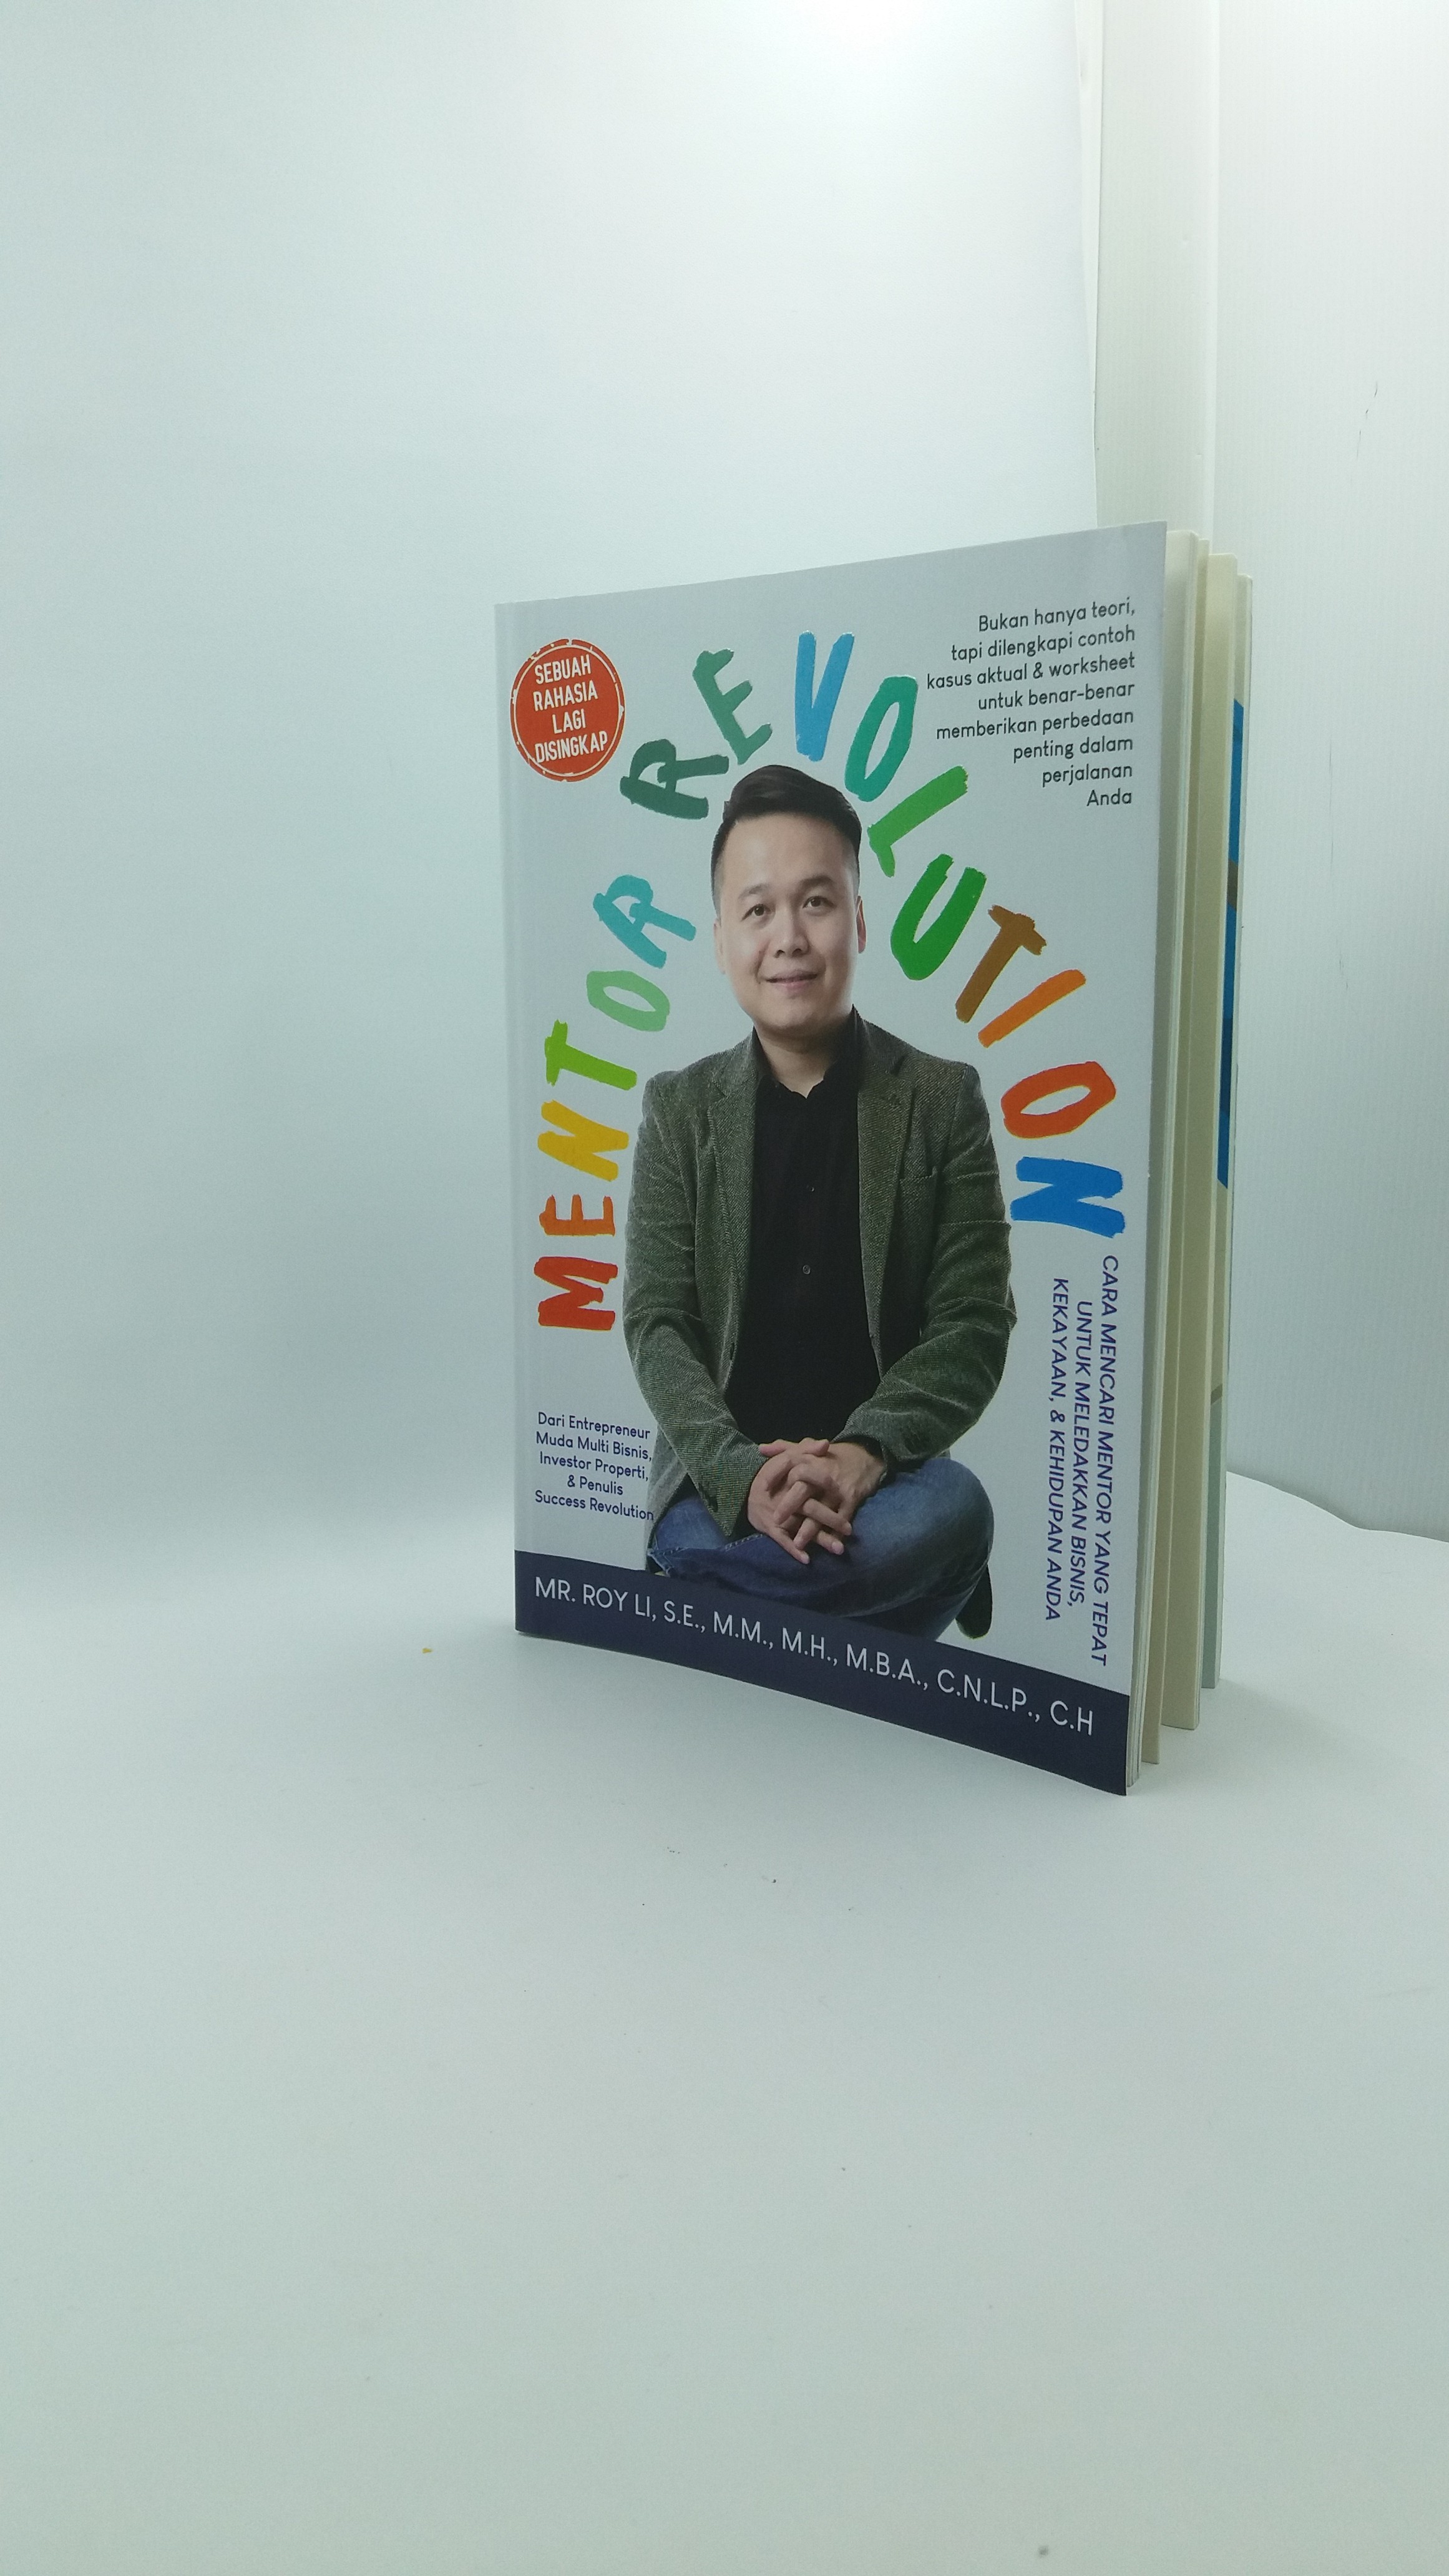 SEBUAH
RAHASIA
LAGI
DISINGKAP
MENTOR REVOLUTION
Bukan hanya teori,
tapi dilengkapi contoh
kasus aktual & worksheet
untuk benar-benar
memberikan perbedaan
penting dalam
perjalanan
Anda
CARA MENCARI MENTOR YANG TEPAT
UNTUK MELEDAKKAN BISNIS,
KEKAYAAN, & KEHIDUPAN ANDA
Dari Entrepreneur
Muda Multi Bisnis,
Investor Properti,
& Penulis
Success Revolution
MR. ROY LI, S.E., M.M., M.H., M.B.A., C.N.L.P., C.H